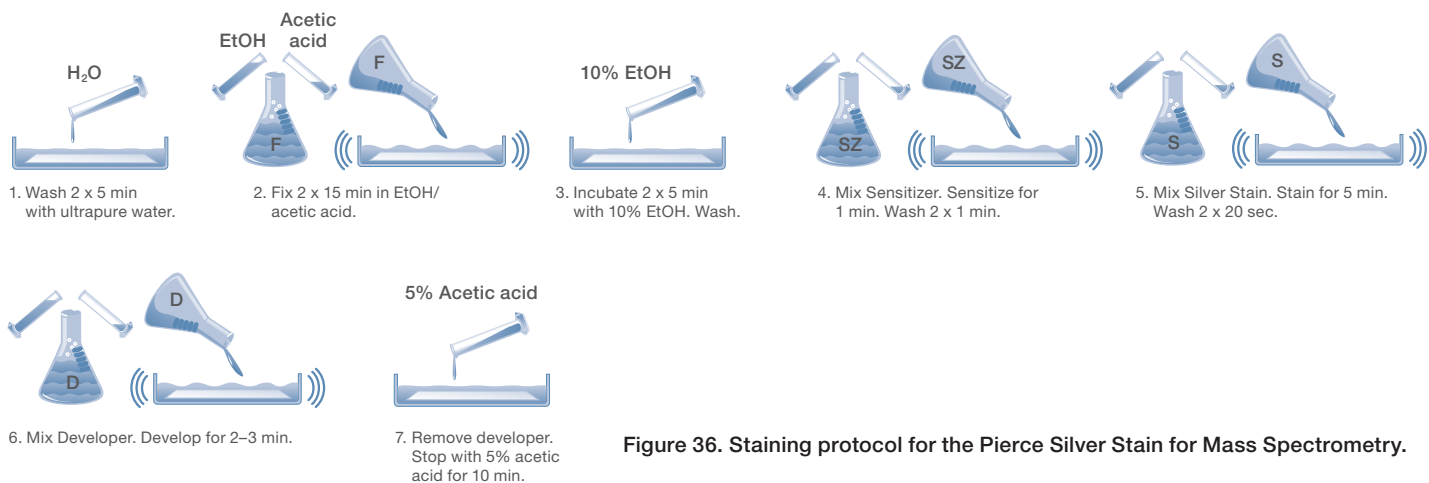 H₂O
EtOH
Acetic
acid
F
F
10% EtOH
SZ
SZ
S
S
1. Wash 2 x 5 min
with ultrapure water.
2. Fix 2 x 15 min in EtOH/
acetic acid.
3. Incubate 2 x 5 min
with 10% EtOH. Wash.
4. Mix Sensitizer. Sensitize for
1 min. Wash 2 x 1 min.
5. Mix Silver Stain. Stain for 5 min.
Wash 2 x 20 sec.
D
D
5% Acetic acid
6. Mix Developer. Develop for 2–3 min.
7. Remove developer.
Stop with 5% acetic
acid for 10 min.
Figure 36. Staining protocol for the Pierce Silver Stain for Mass Spectrometry.